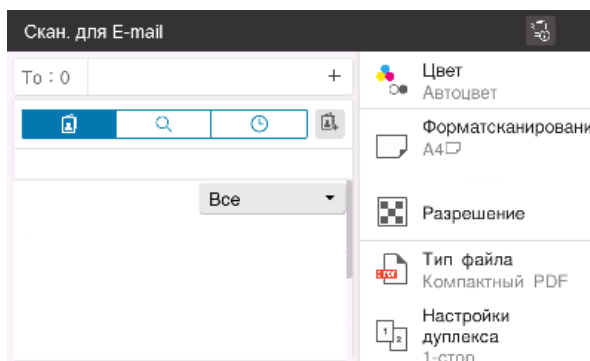 Скан. для E-mail
To : 0
+
Все
Цвет
Автоцвет
Форматсканировани
A4
Разрешение
Тип файла
Компактный PDF
Настройки
дуплекса
1-стор